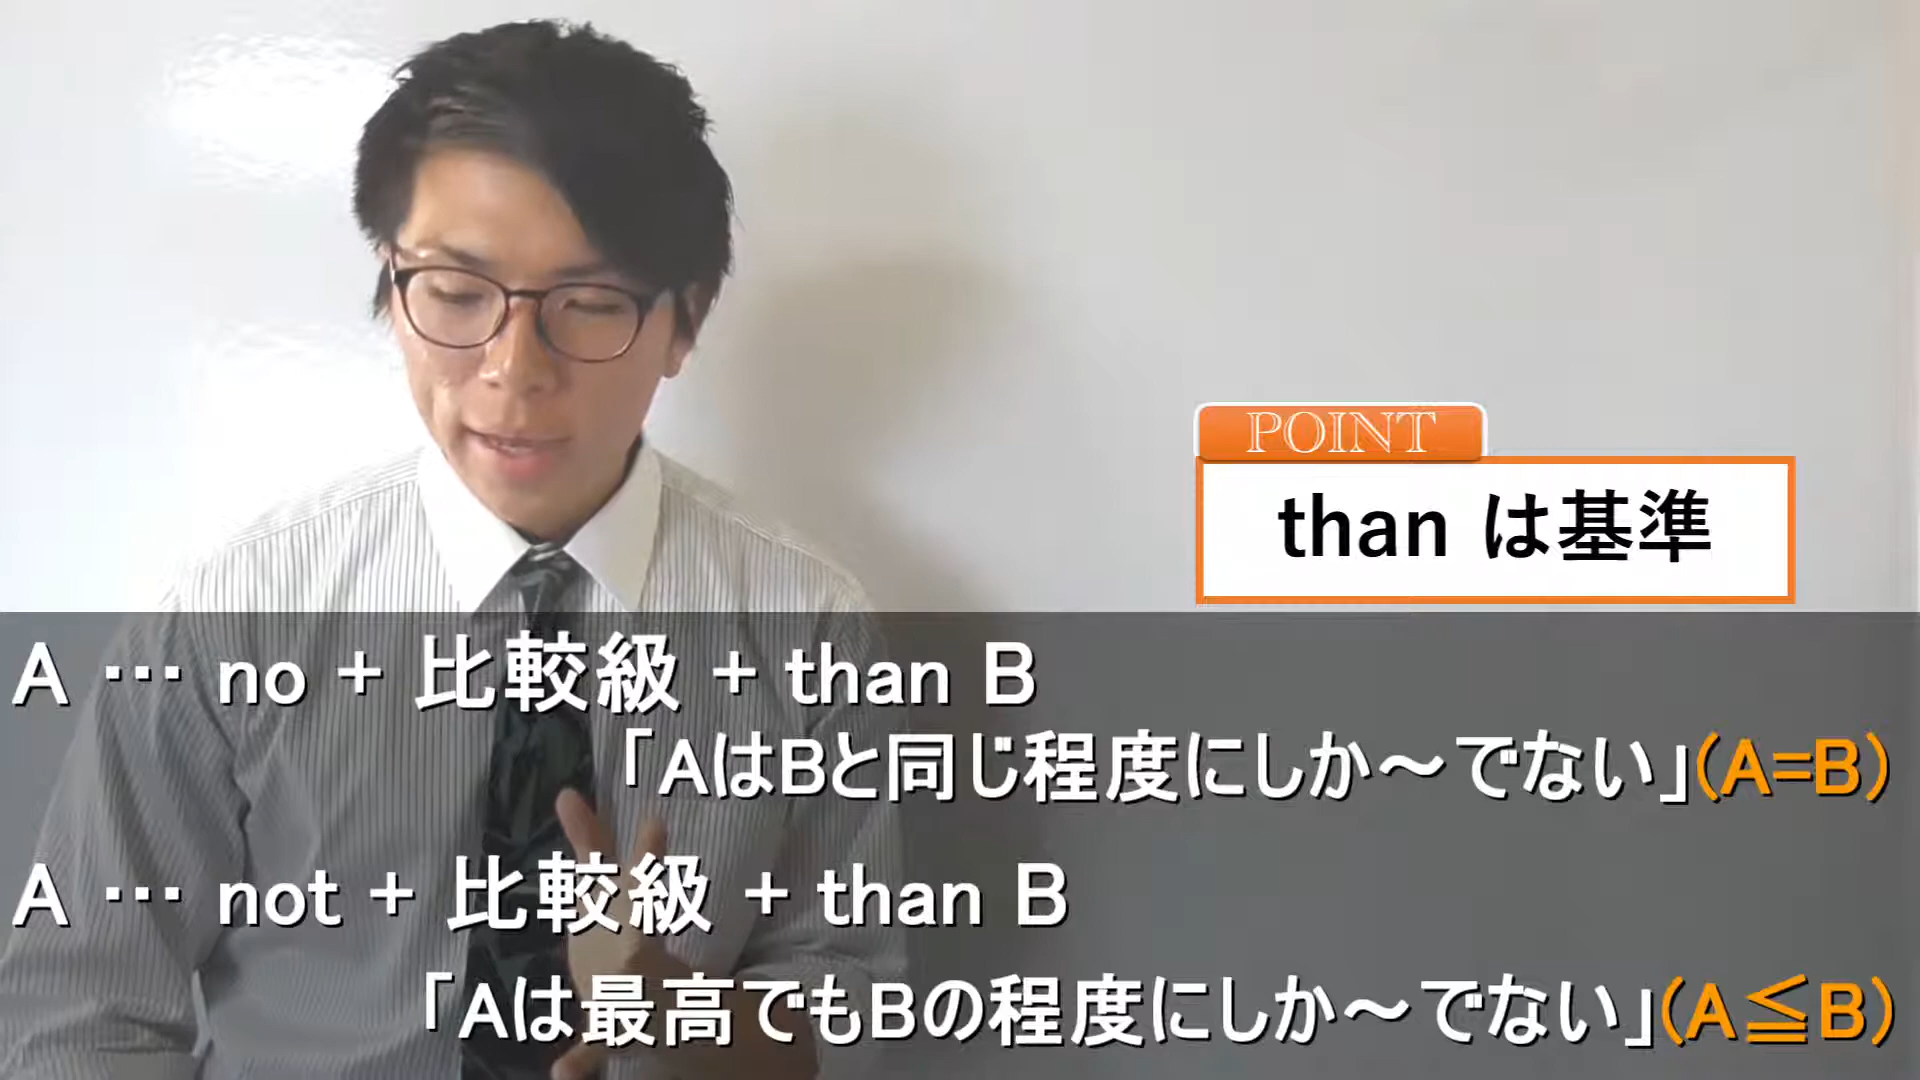 POINT
than は基準
A … no + 比較級 + than B
「AはBと同じ程度にしか～でない」(A=B)
A … not + 比較級 + than B
「Aは最高でもBの程度にしか～でない」(A≦B)